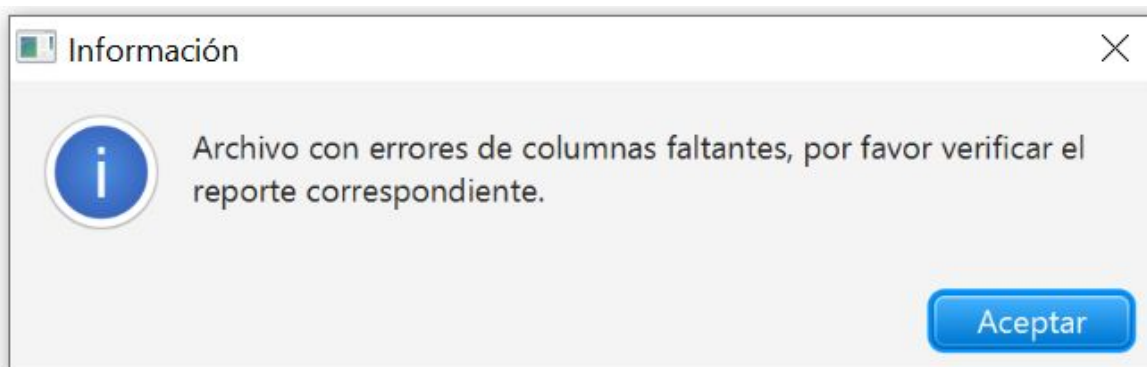 Información
Archivo con errores de columnas faltantes, por favor verificar el
reporte correspondiente.
Aceptar